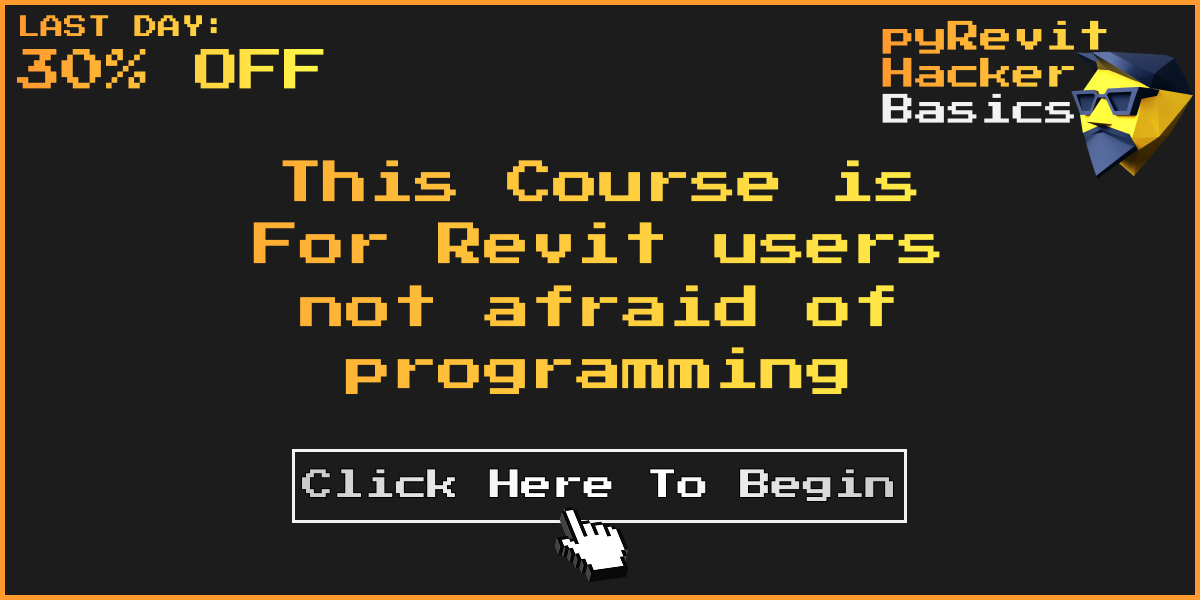 LAST DAY:
30% OFF
pyRevit
Hacker
Basics
This Course is
For Revit users
not afraid of
programming
Click Here To Begin